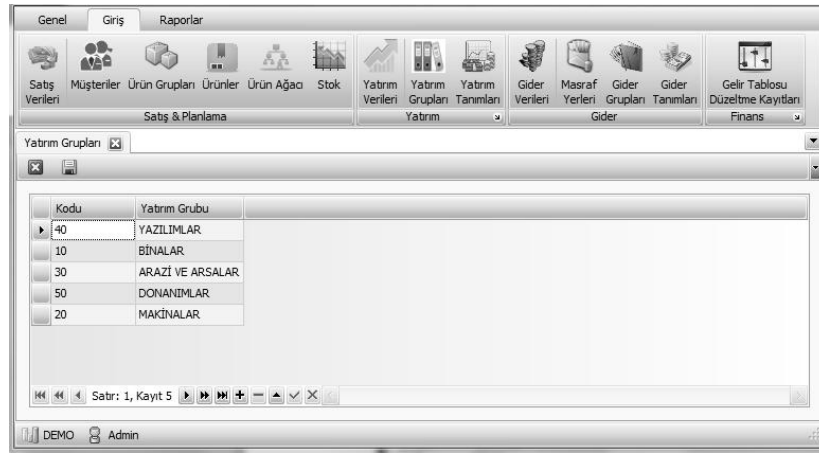 Genel Giriş Raporlar
Satış Verileri Müşteriler Ürün Grupları Ürünler Ürün Ağacı Stok Yatırım Verileri Yatırım Grupları Yatırım Tanımları Gider Verileri Masraf Yerleri Gider Grupları Gider Tanımları Gelir Tablosu Düzeltme Kayıtları
Satış & Planlama Yatırım Gider Finans
Yatırım Grupları
Kodu Yatırım Grubu
40 YAZILIMLAR
10 BİNALAR
30 ARAZİ VE ARSALAR
50 DONANIMLAR
20 MAKİNALAR
Satır: 1, Kayıt 5
DEMO Admin